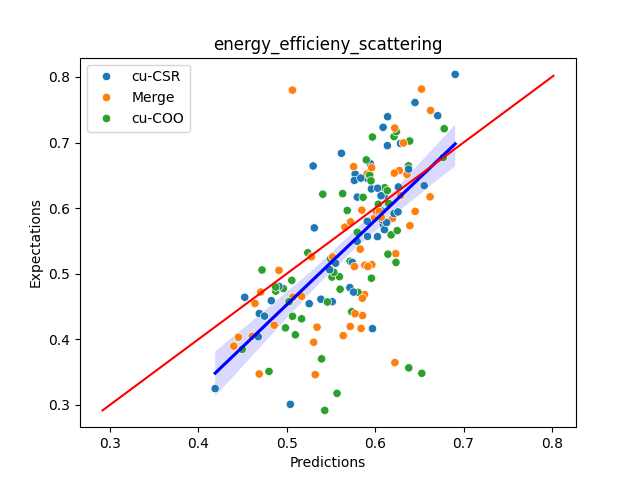 energy_efficieny_scattering
cu-CSR
Merge
cu-COO
Expectations
0.8
0.7
0.6
0.5
0.4
0.3
0.3 0.4 0.5 0.6 0.7 0.8
Predictions